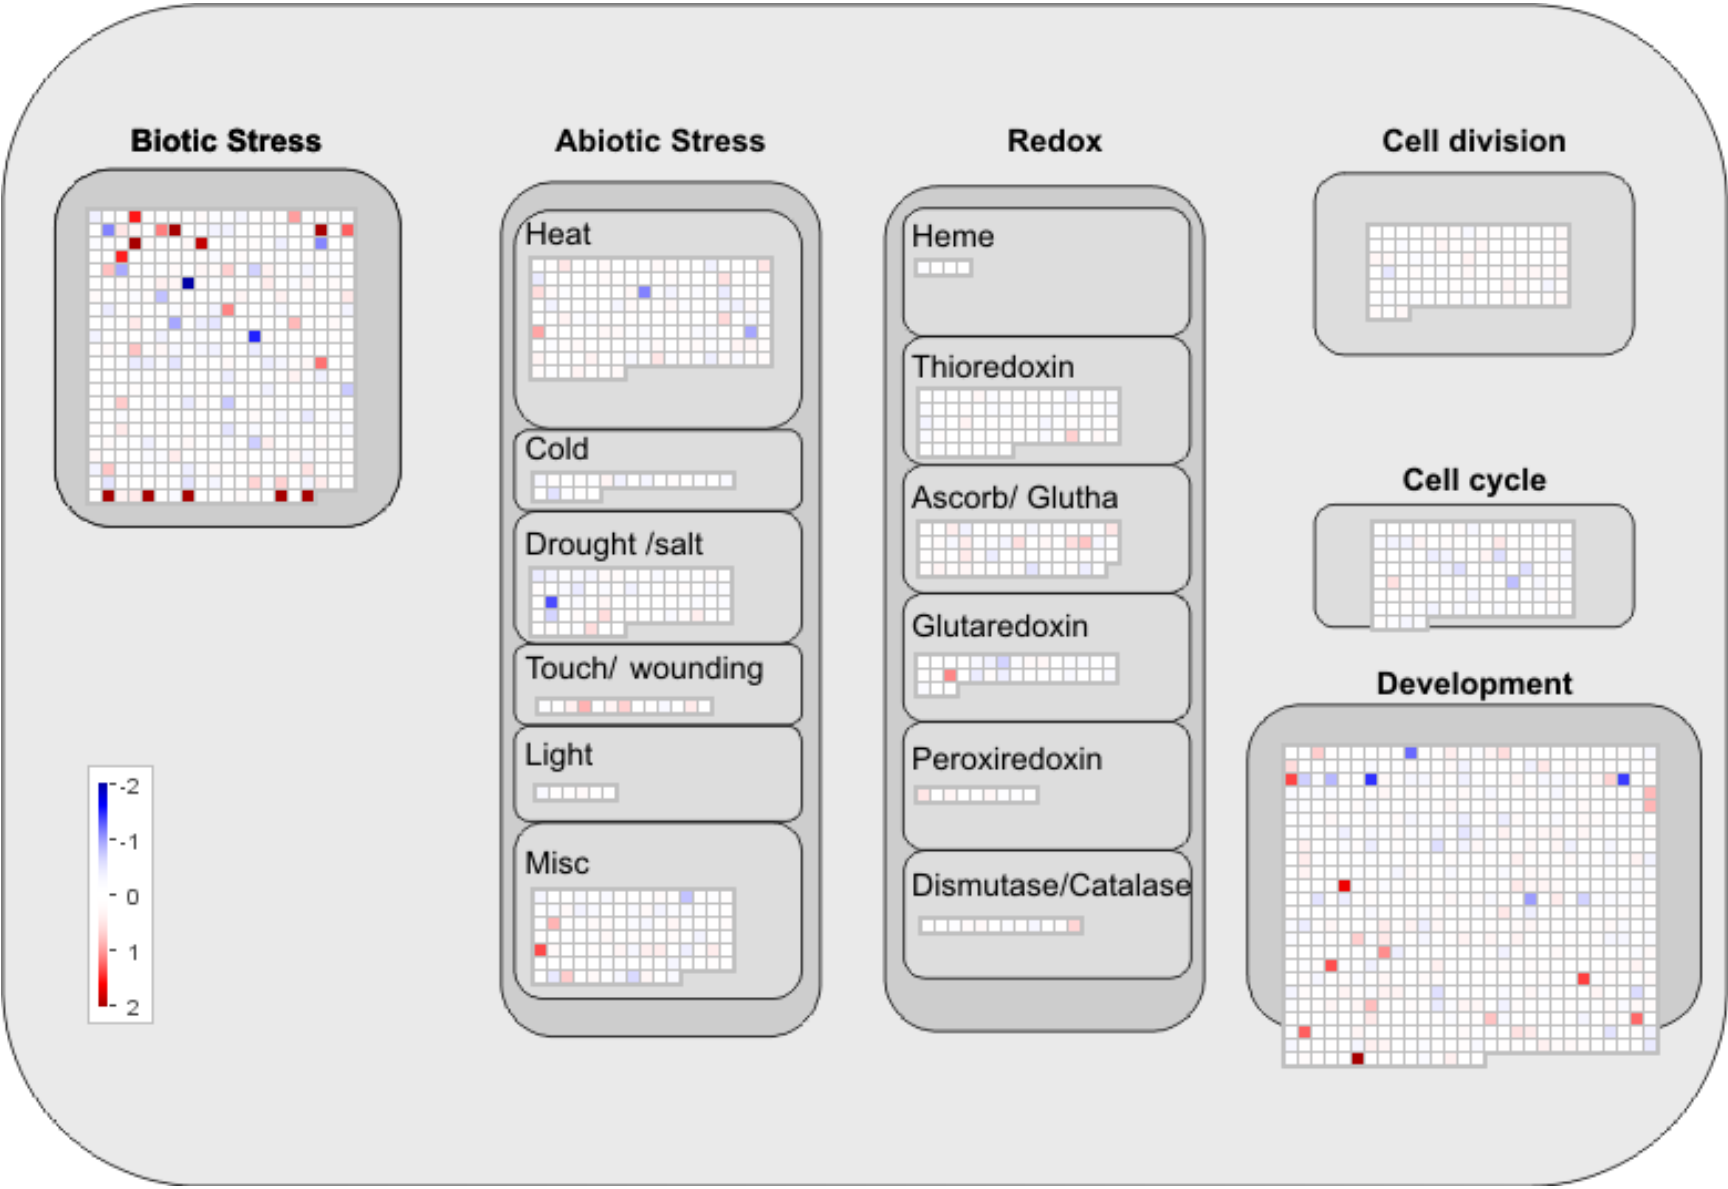 Biotic Stress
Abiotic Stress
Redox
Cell division
Heat
Cold
Drought /salt
Touch/ wounding
Light
Misc
Heme
Thioredoxin
Ascorb/ Glutha
Glutaredoxin
Peroxiredoxin
Dismutase/Catalase
Cell cycle
Development
-2
-1
0
1
2